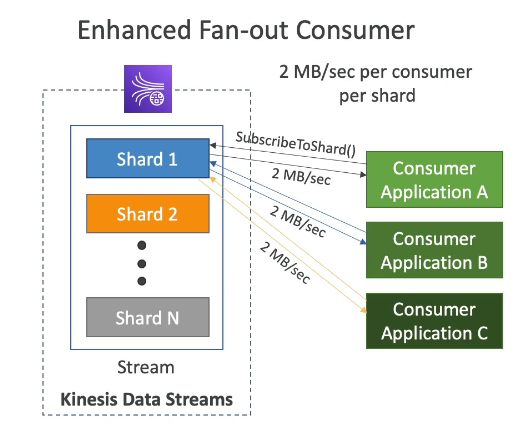 Enhanced Fan-out Consumer
2 MB/sec per consumer
per shard
Shard 1
Shard 2
Shard N
Stream
Kinesis Data Streams
SubscribeToShard()
2 MB/sec
2 MB/sec
2 MB/sec
Consumer
Application A
Consumer
Application B
Consumer
Application C